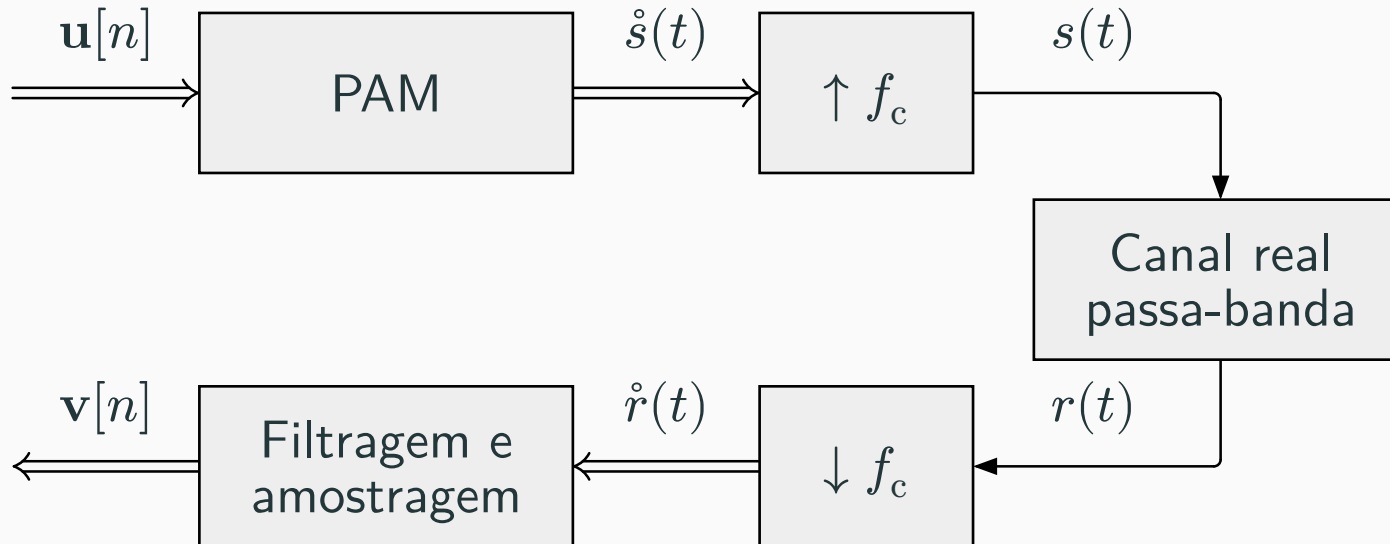 u[n]
PAM
s̊(t)
↑ f_c
s(t)
Canal real
passa-banda
v[n]
Filtragem e
amostragem
r̊(t)
↓ f_c
r(t)